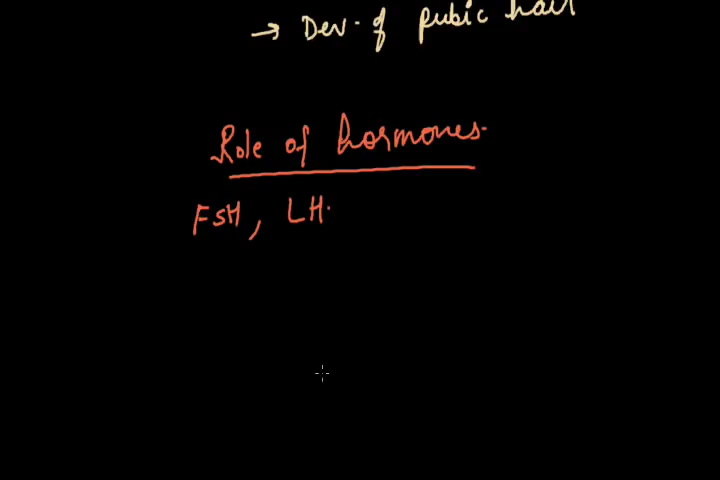 → Dev. of pubic hair
Role of hormones.
FSH, LH.